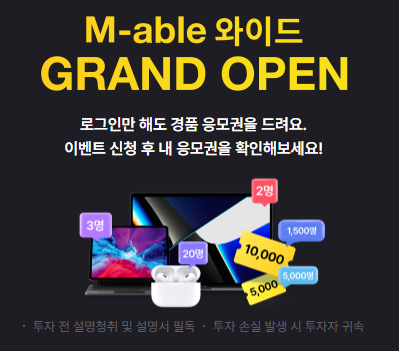 M-able 와이드
GRAND OPEN
로그인만 해도 경품 응모권을 드려요.
이벤트 신청 후 내 응모권을 확인해보세요!
2명
3명
1,500명
20명
10,000
5,000명
5,000
· 투자 전 설명청취 및 설명서 필독 · 투자 손실 발생 시 투자자 귀속